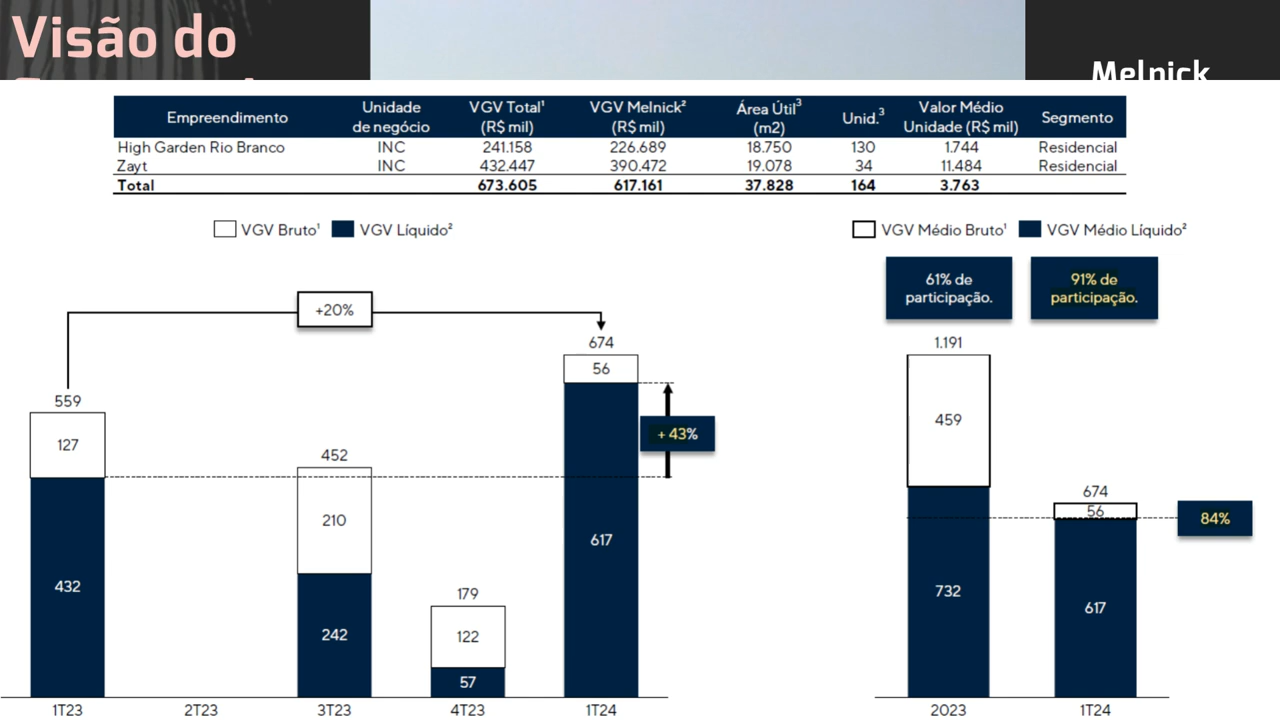 Visão do
Melnick
Empreendimento Unidade de negócio VGV Total¹ (R$ mil) VGV Melnick² (R$ mil) Área Útil³ (m2) Unid.³ Valor Médio Unidade (R$ mil) Segmento
High Garden Rio Branco INC 241.158 226.689 18.750 130 1.744 Residencial
Zayt INC 432.447 390.472 19.078 34 11.484 Residencial
Total 673.605 617.161 37.828 164 3.763
VGV Bruto¹ VGV Líquido²
+20%
559
127
432
452
210
242
179
122
57
674
56
617
+ 43%
1T23 2T23 3T23 4T23 1T24
VGV Médio Bruto¹ VGV Médio Líquido²
61% de
participação.
91% de
participação.
1.191
459
732
674
56
617
84%
2023 1T24